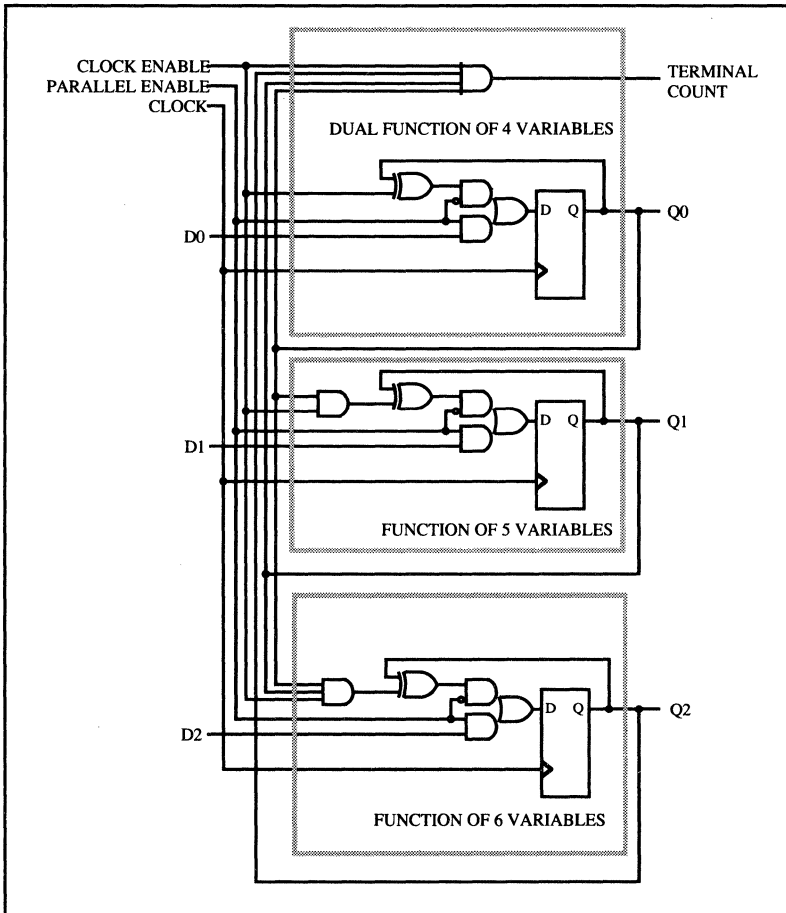 CLOCK ENABLE
PARALLEL ENABLE
CLOCK
TERMINAL
COUNT
DUAL FUNCTION OF 4 VARIABLES
D Q
Q0
D0
D Q
Q1
D1
FUNCTION OF 5 VARIABLES
D Q
Q2
D2
FUNCTION OF 6 VARIABLES